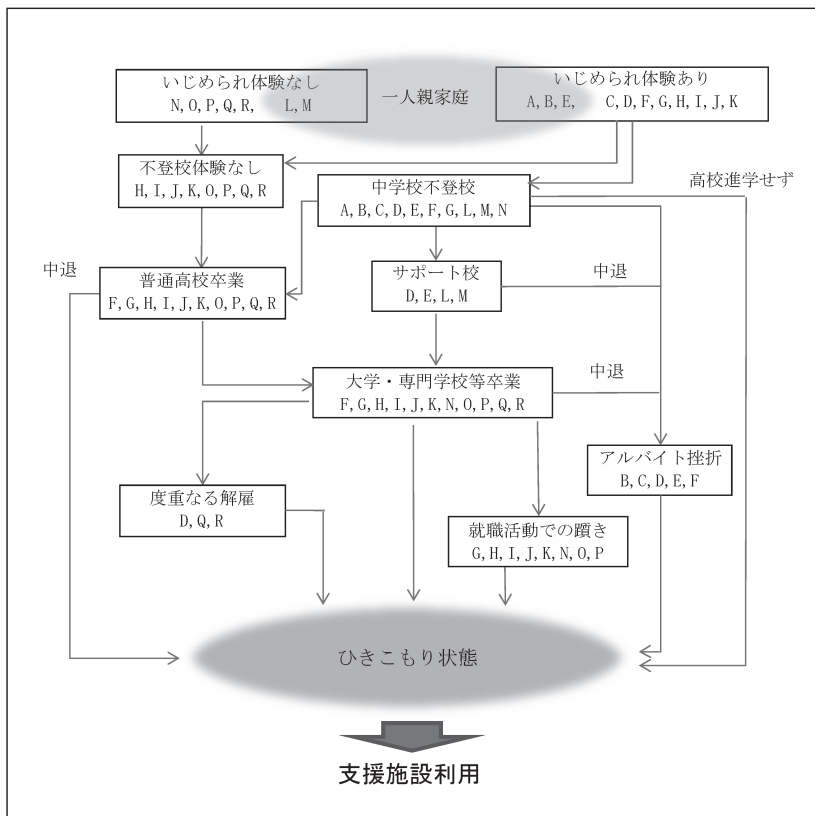 いじめられ体験なし
N, O, P, Q, R, L, M
一人親家庭
いじめられ体験あり
A, B, E, C, D, F, G, H, I, J, K
不登校体験なし
H, I, J, K, O, P, Q, R
中学校不登校
A, B, C, D, E, F, G, L, M, N
高校進学せず
中退
普通高校卒業
F, G, H, I, J, K, O, P, Q, R
サポート校
D, E, L, M
中退
大学・専門学校等卒業
F, G, H, I, J, K, N, O, P, Q, R
中退
アルバイト挫折
B, C, D, E, F
度重なる解雇
D, Q, R
就職活動での躓き
G, H, I, J, K, N, O, P
ひきこもり状態
支援施設利用